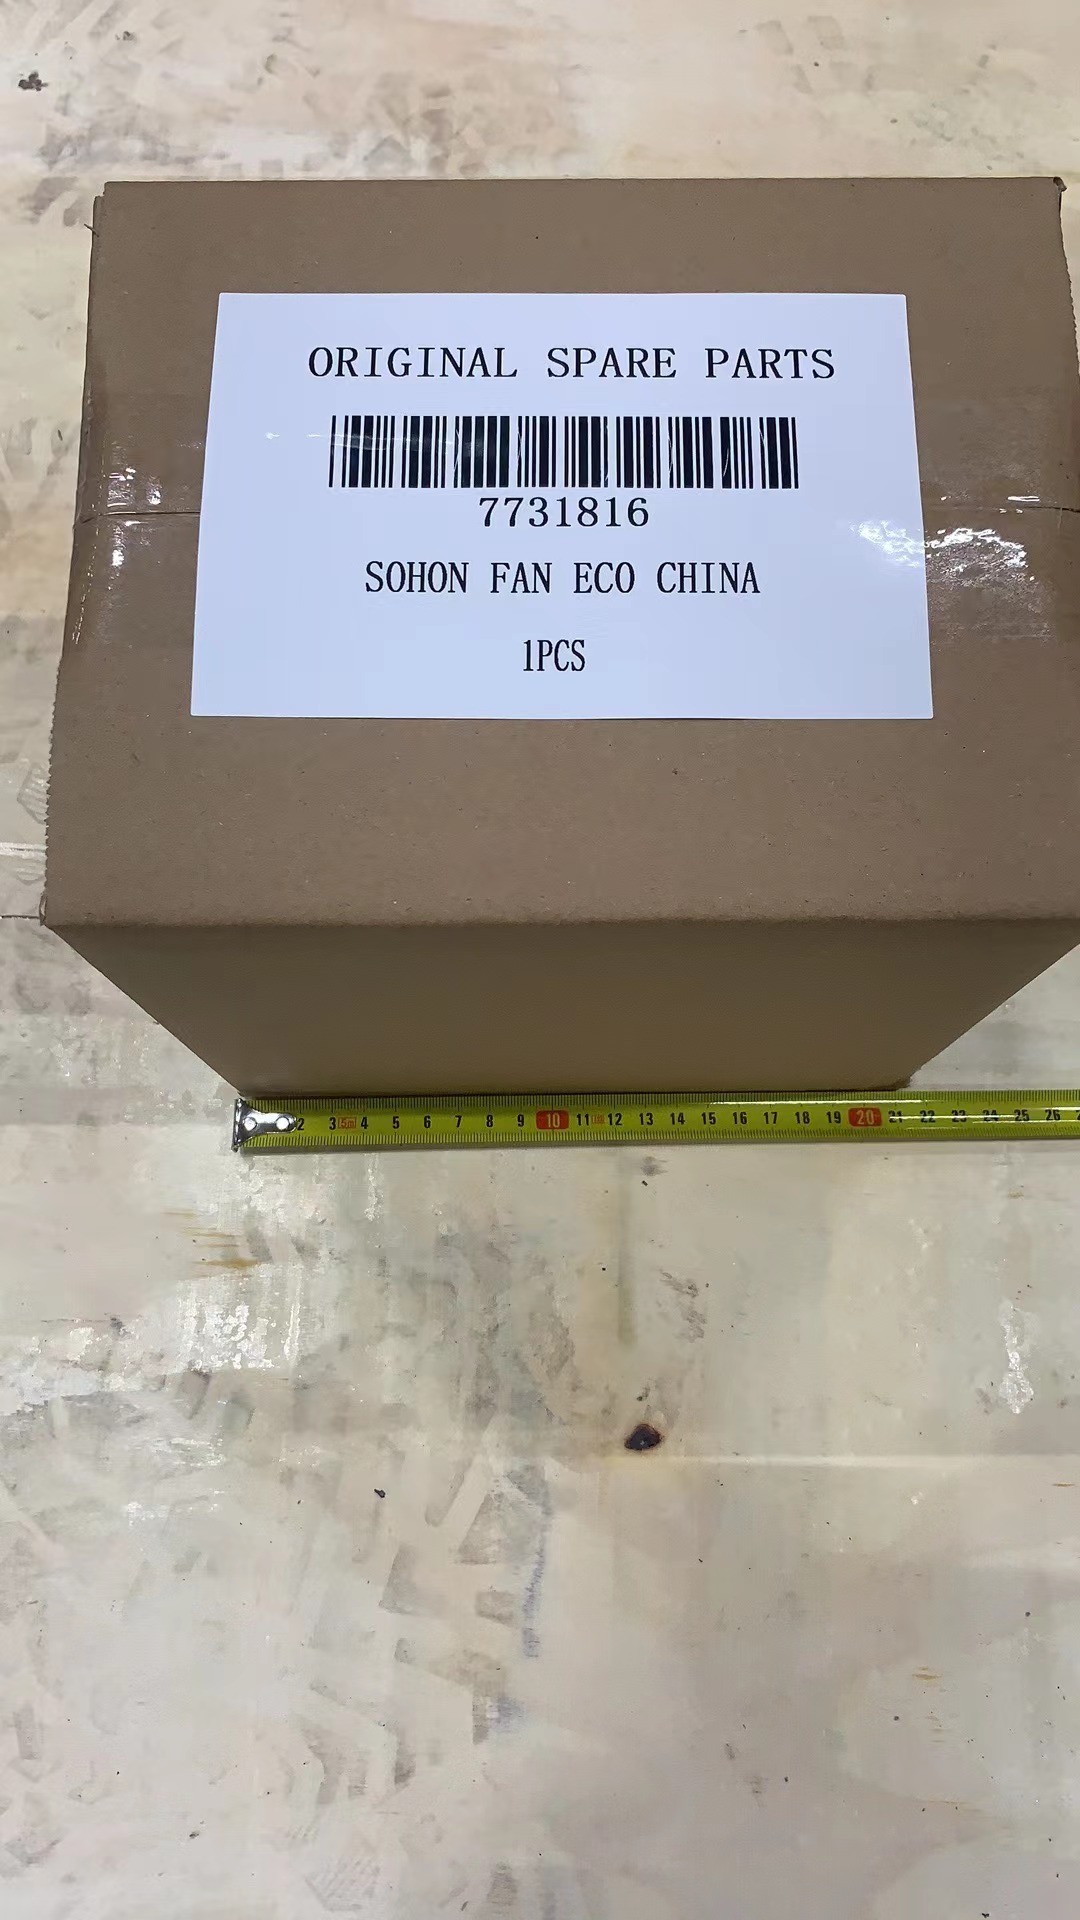 ORIGINAL SPARE PARTS
7731816
SOHON FAN ECO CHINA
1PCS
2 3 5m 4 5 6 7 8 9 10 11 12 13 14 15 16 17 18 19 20 21 22 23 24 25 26